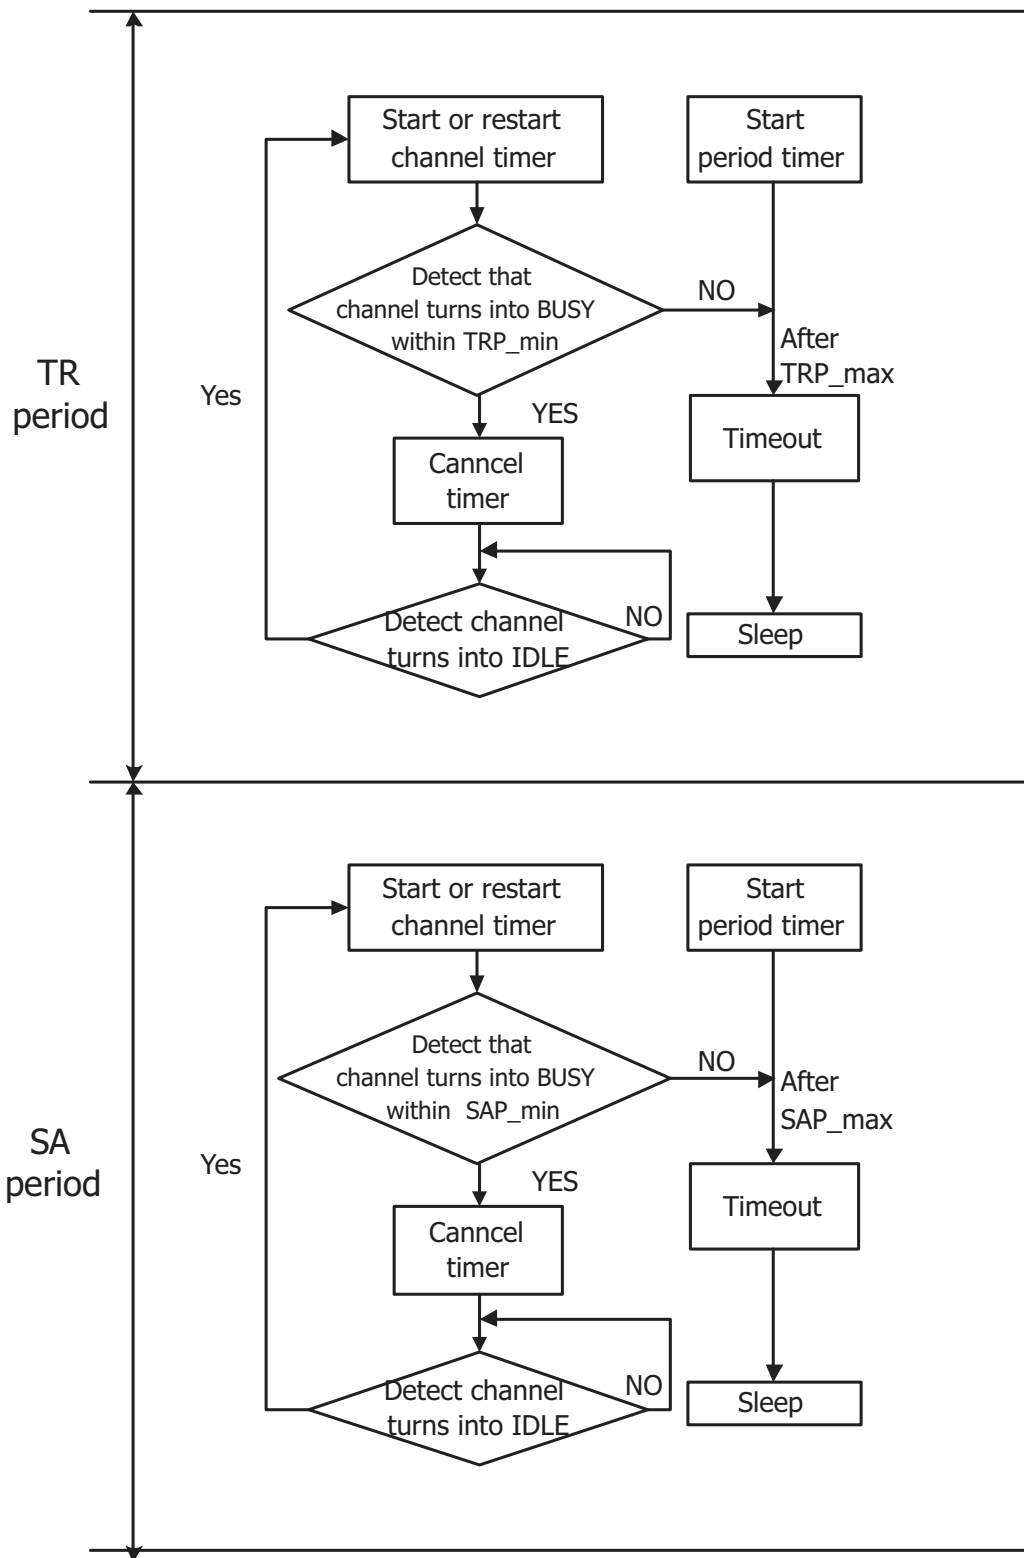 Start or restart
channel timer
Start
period timer
Detect that
channel turns into BUSY
within TRP_min
NO
After
TRP_max
TR
period
Yes
YES
Timeout
Canncel
timer
Detect channel
turns into IDLE
NO
Sleep
Start or restart
channel timer
Start
period timer
Detect that
channel turns into BUSY
within SAP_min
NO
After
SAP_max
SA
period
Yes
YES
Timeout
Canncel
timer
Detect channel
turns into IDLE
NO
Sleep